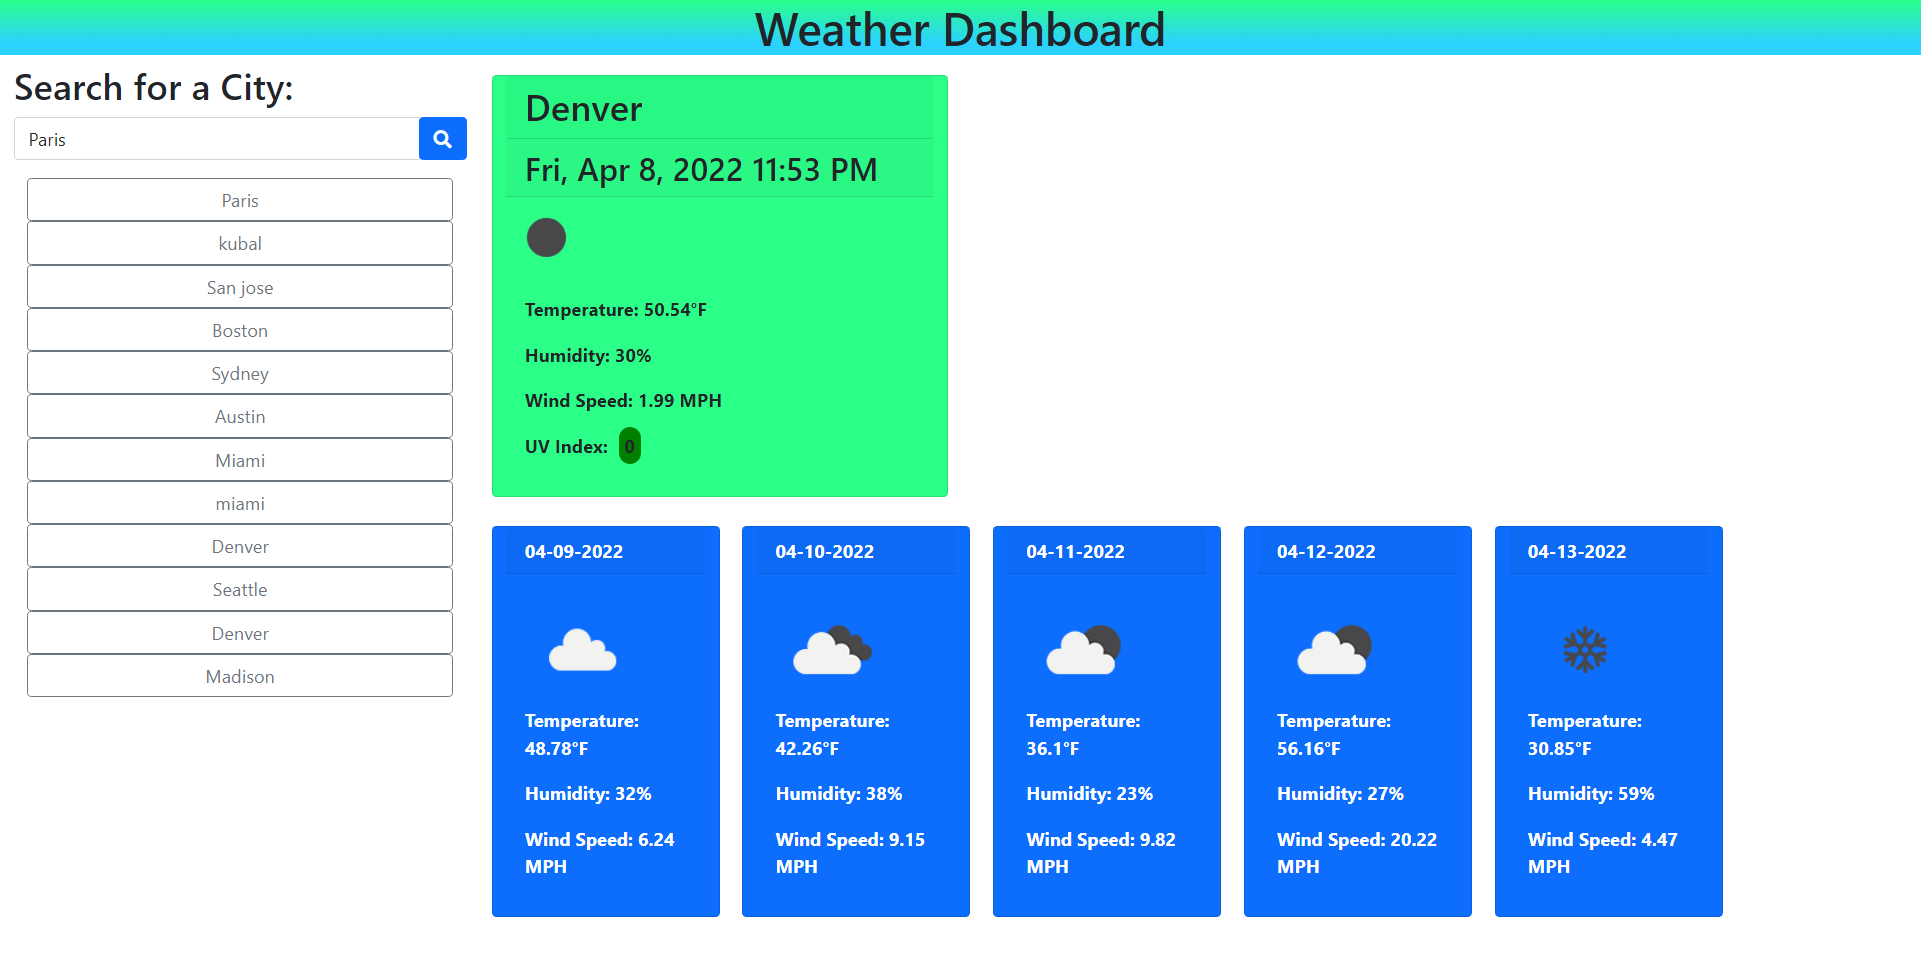 Weather Dashboard
Search for a City:
Paris
Paris
kubal
San jose
Boston
Sydney
Austin
Miami
miami
Denver
Seattle
Denver
Madison
Denver
Fri, Apr 8, 2022 11:53 PM
Temperature: 50.54°F
Humidity: 30%
Wind Speed: 1.99 MPH
UV Index: 0
04-09-2022
Temperature:
48.78°F
Humidity: 32%
Wind Speed: 6.24
MPH
04-10-2022
Temperature:
42.26°F
Humidity: 38%
Wind Speed: 9.15
MPH
04-11-2022
Temperature:
36.1°F
Humidity: 23%
Wind Speed: 9.82
MPH
04-12-2022
Temperature:
56.16°F
Humidity: 27%
Wind Speed: 20.22
MPH
04-13-2022
Temperature:
30.85°F
Humidity: 59%
Wind Speed: 4.47
MPH